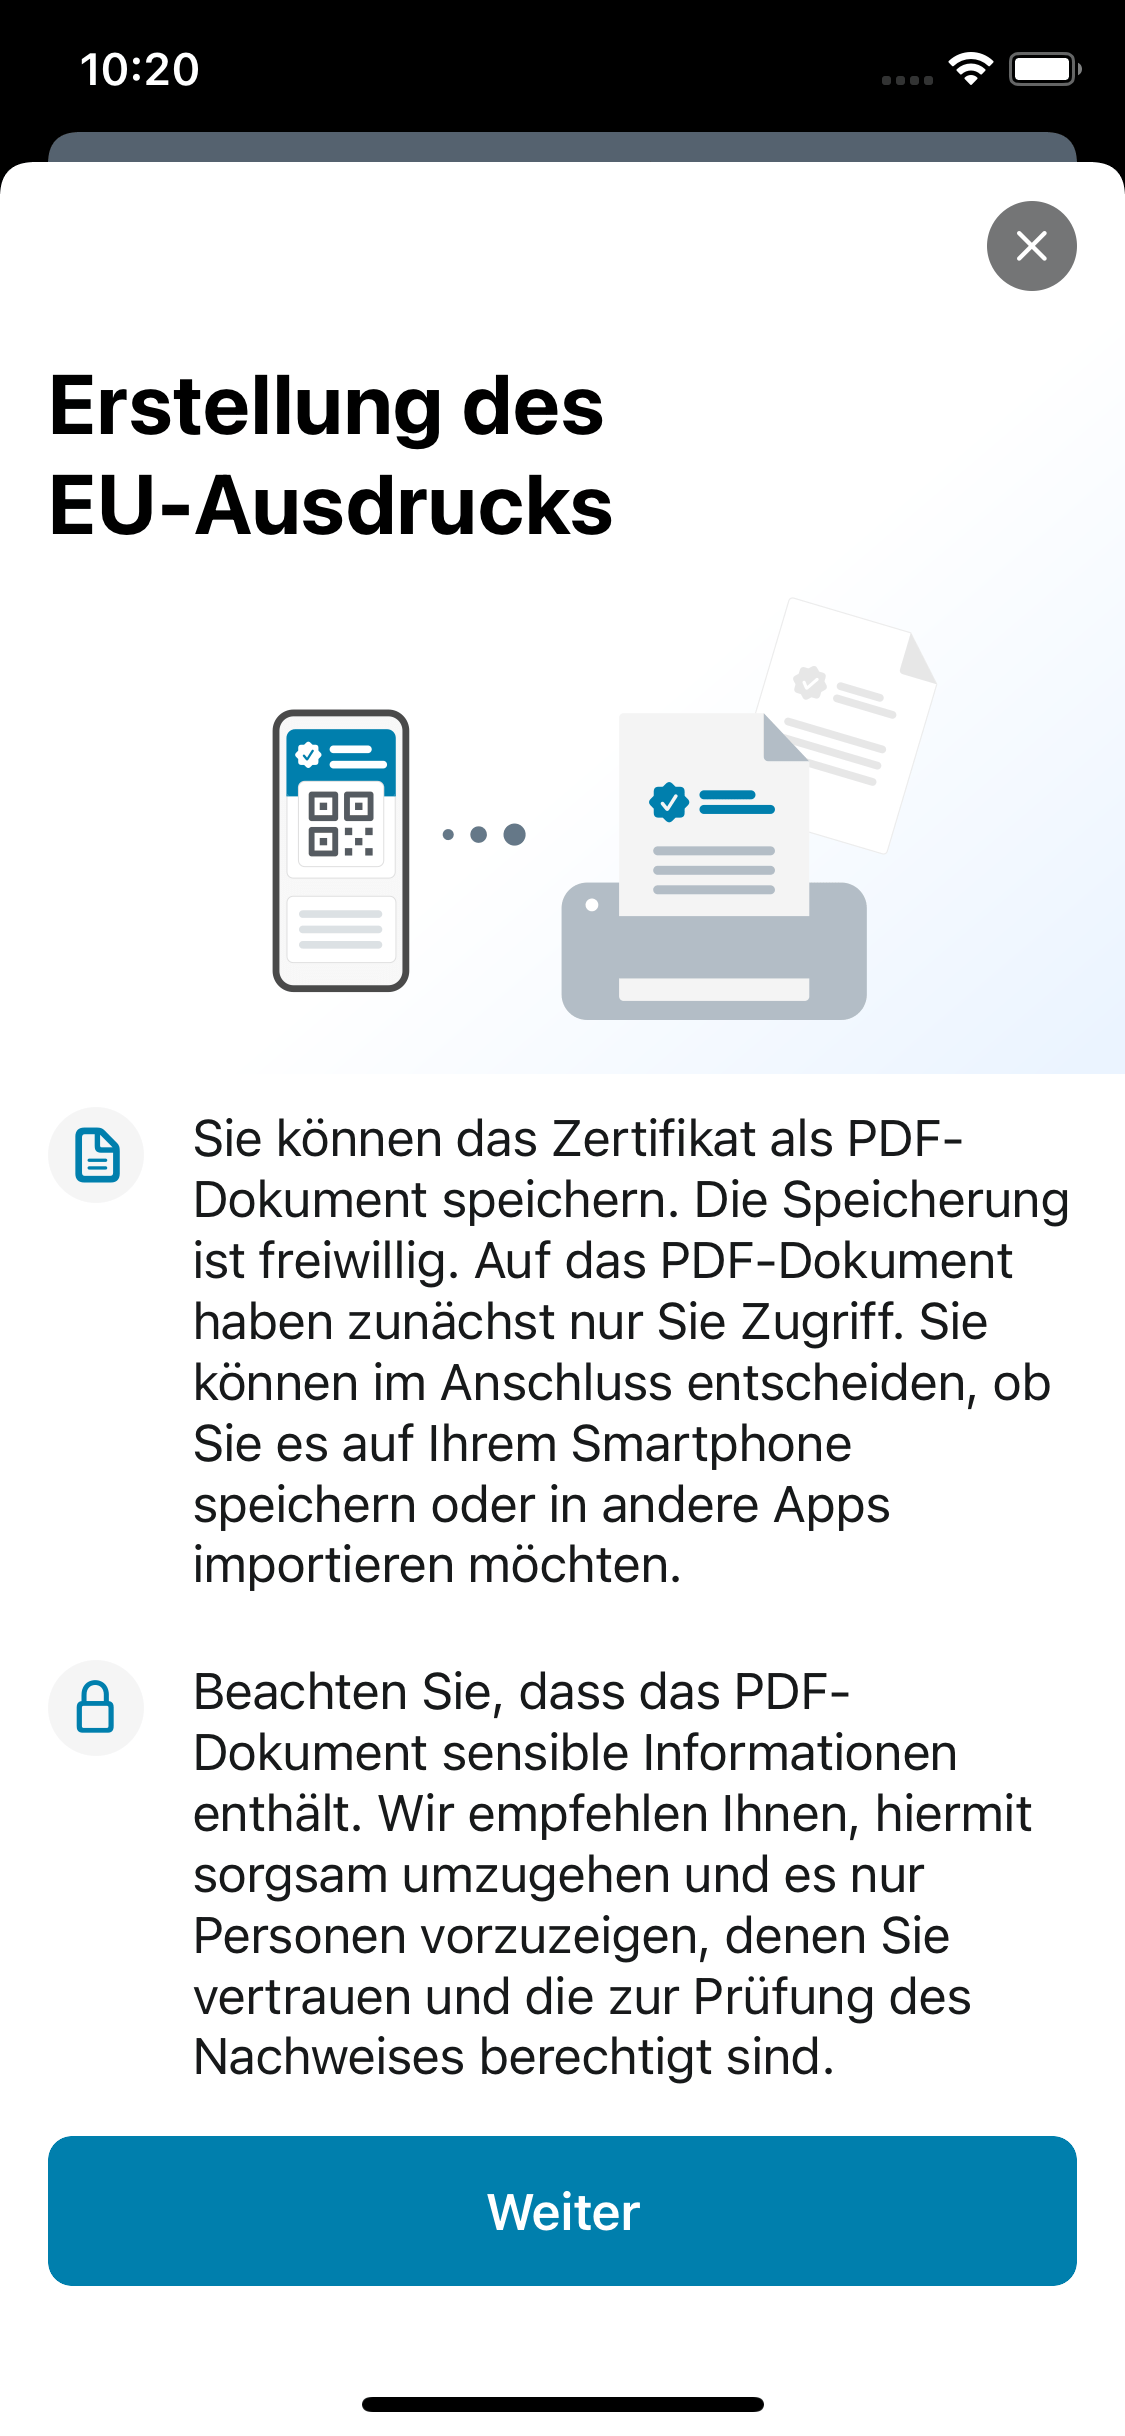 10:20
Erstellung des
EU-Ausdrucks
Sie können das Zertifikat als PDF-
Dokument speichern. Die Speicherung
ist freiwillig. Auf das PDF-Dokument
haben zunächst nur Sie Zugriff. Sie
können im Anschluss entscheiden, ob
Sie es auf Ihrem Smartphone
speichern oder in andere Apps
importieren möchten.
Beachten Sie, dass das PDF-
Dokument sensible Informationen
enthält. Wir empfehlen Ihnen, hiermit
sorgsam umzugehen und es nur
Personen vorzuzeigen, denen Sie
vertrauen und die zur Prüfung des
Nachweises berechtigt sind.
Weiter